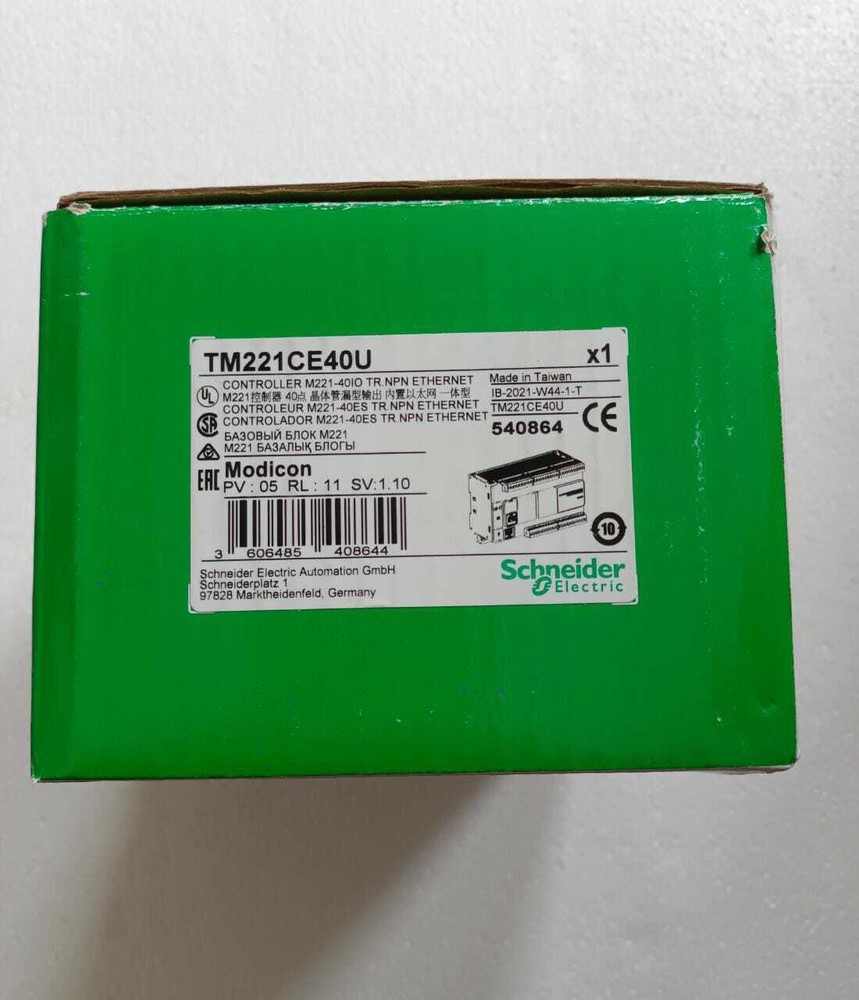 TM221CE40U x1
CONTROLLER M221-40IO TR.NPN ETHERNET
M221控制器 40点 晶体管漏型输出 内置以太网 一体型
CONTROLEUR M221-40ES TR.NPN ETHERNET
CONTROLADOR M221-40ES TR.NPN ETHERNET
БАЗОВЫЙ БЛОК M221
M221 БАЗАЛЫҚ БЛОГЫ
Made in Taiwan
IB-2021-W44-1-T
TM221CE40U
540864
CE
UL
EAC
Modicon
PV : 05 RL : 11 SV:1.10
10
3 606485 408644
Schneider Electric Automation GmbH
Schneiderplatz 1
97828 Marktheidenfeld, Germany
Schneider
Electric